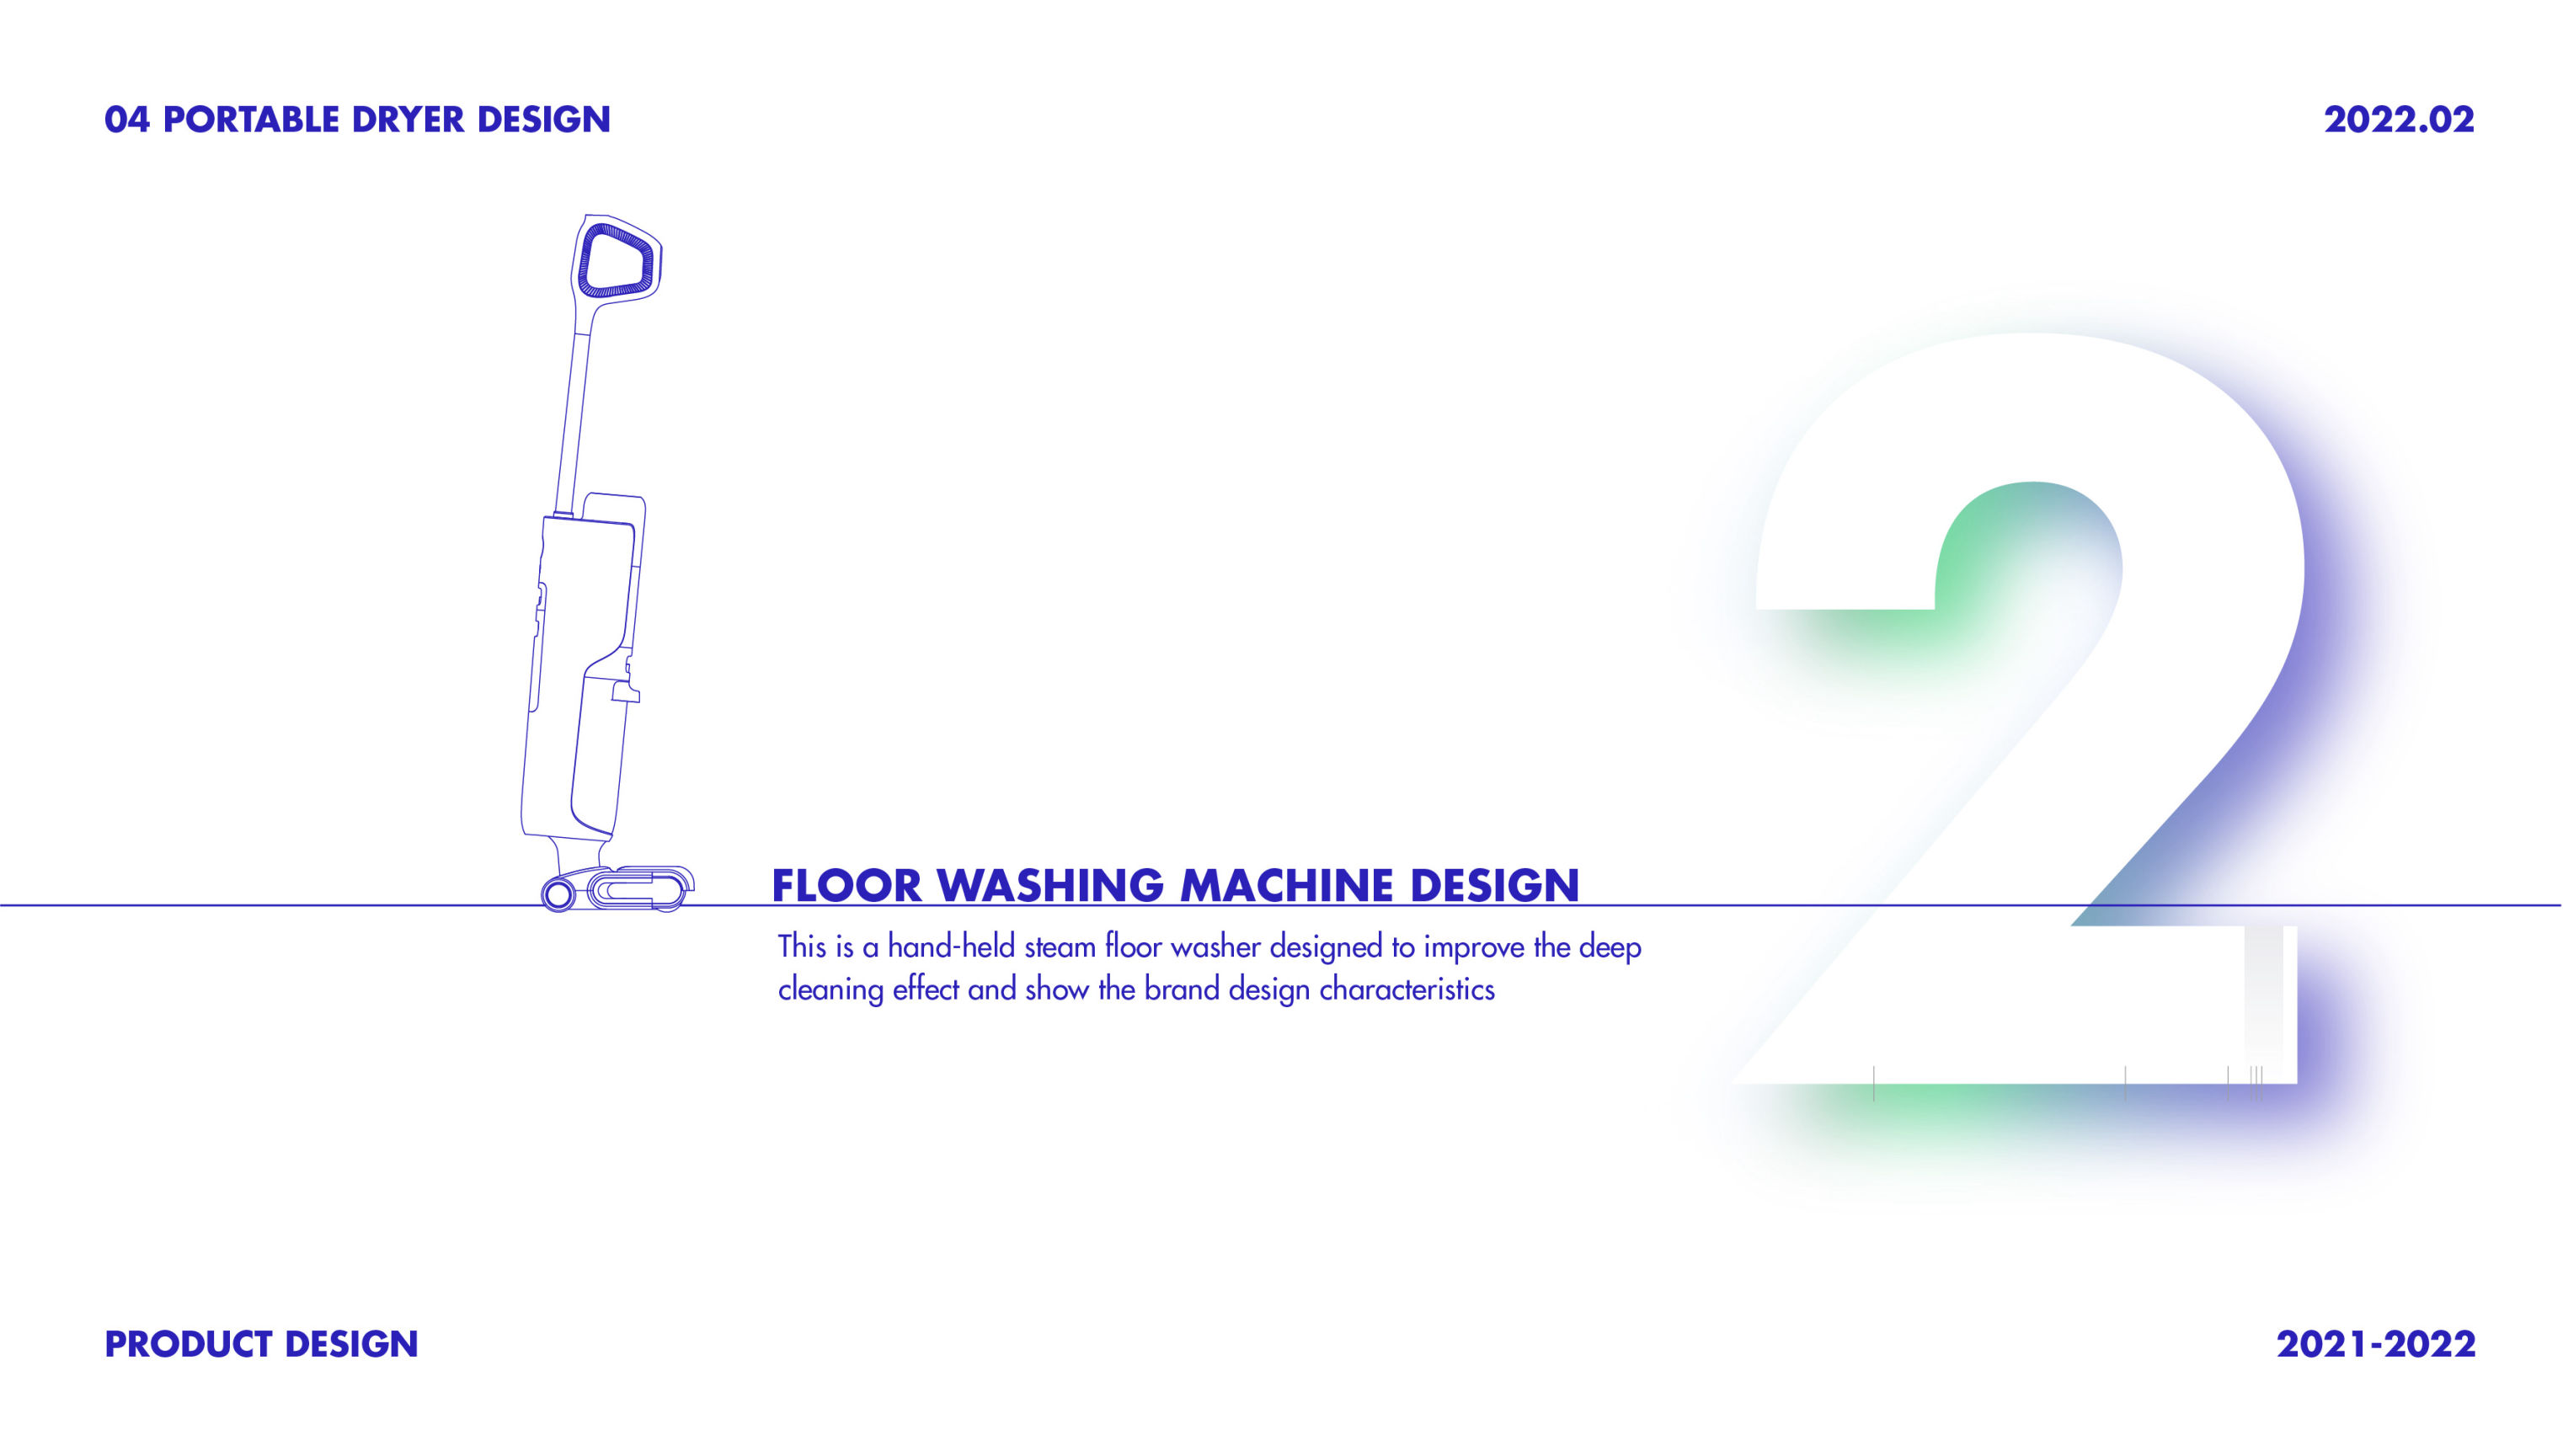 04 PORTABLE DRYER DESIGN
2022.02
2
FLOOR WASHING MACHINE DESIGN
This is a hand-held steam floor washer designed to improve the deep
cleaning effect and show the brand design characteristics
PRODUCT DESIGN
2021-2022